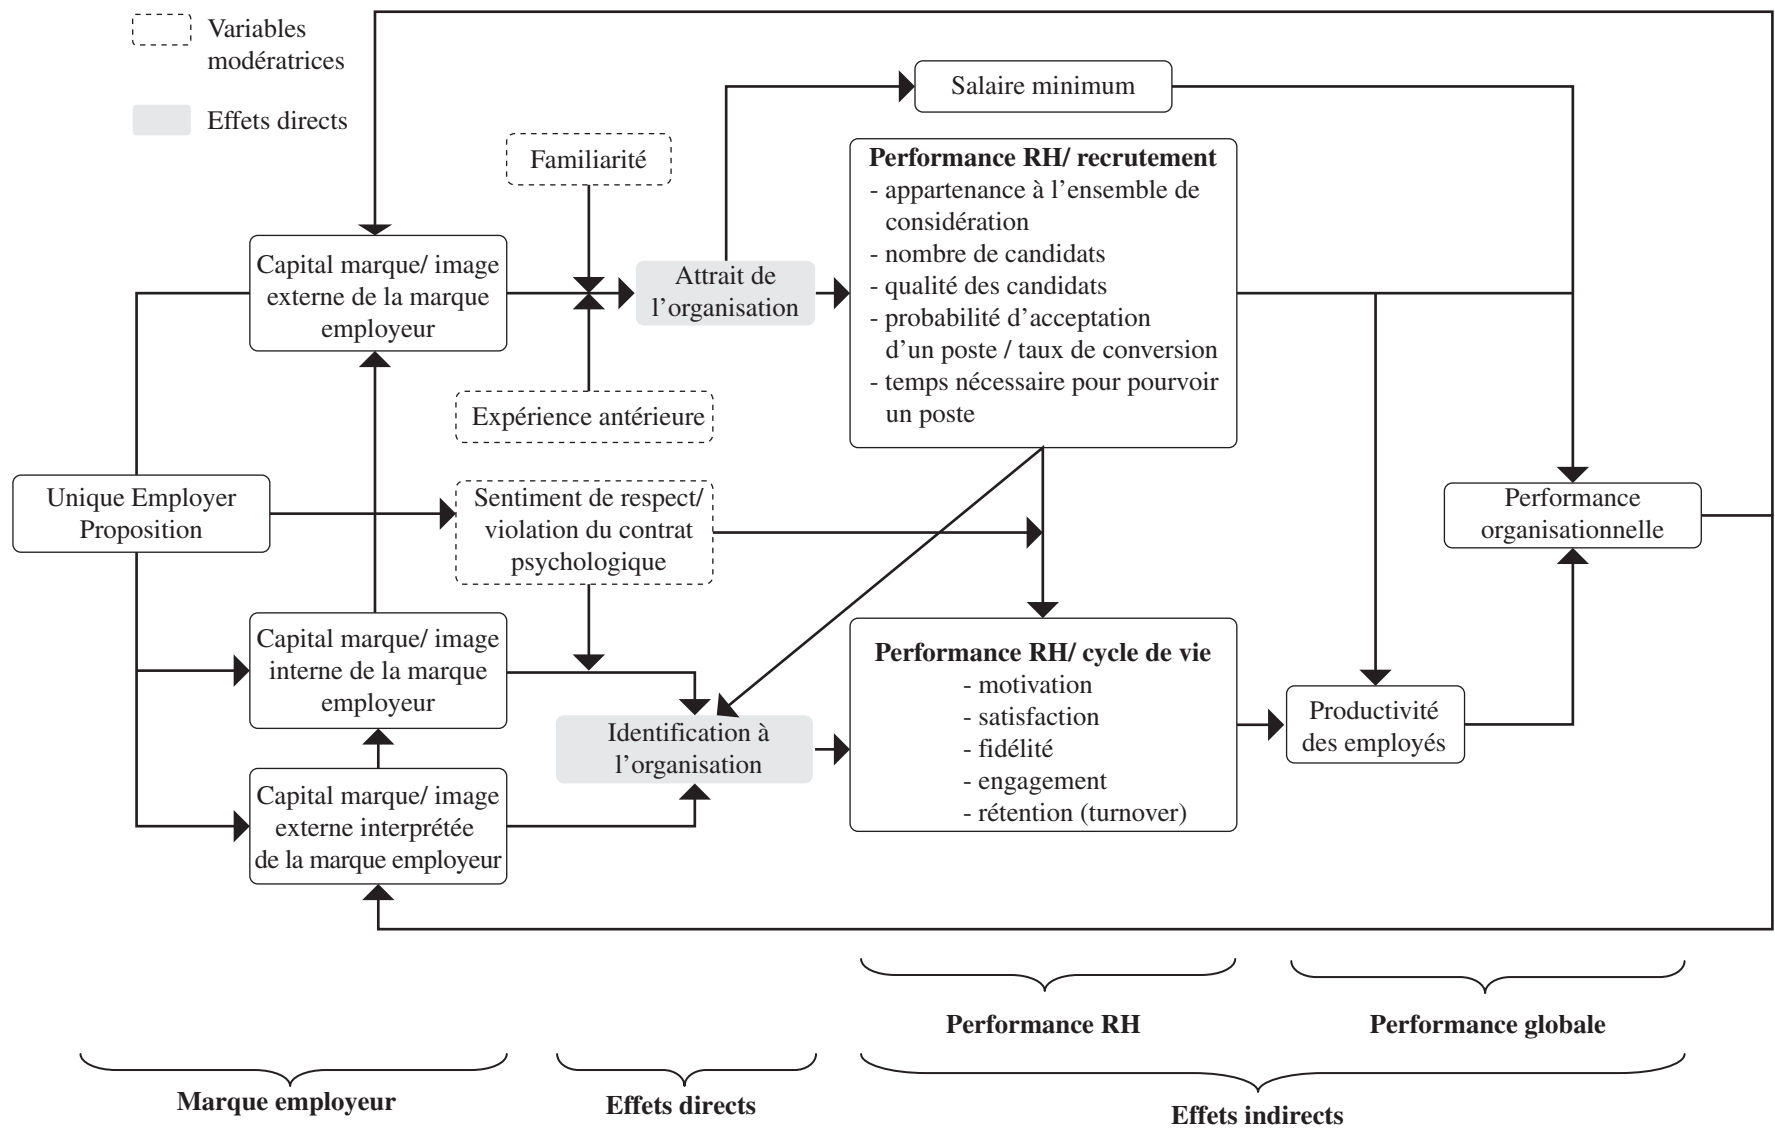 Variables
modératrices
Effets directs
Salaire minimum
Familiarité
Performance RH/ recrutement
- appartenance à l’ensemble de
considération
- nombre de candidats
- qualité des candidats
- probabilité d’acceptation
d’un poste / taux de conversion
- temps nécessaire pour pourvoir
un poste
Capital marque/ image
externe de la marque
employeur
Attrait de
l’organisation
Expérience antérieure
Unique Employer
Proposition
Sentiment de respect/
violation du contrat
psychologique
Performance
organisationnelle
Capital marque/ image
interne de la marque
employeur
Performance RH/ cycle de vie
- motivation
- satisfaction
- fidélité
- engagement
- rétention (turnover)
Identification à
l’organisation
Productivité
des employés
Capital marque/ image
externe interprétée
de la marque employeur
Performance RH
Performance globale
Marque employeur
Effets directs
Effets indirects